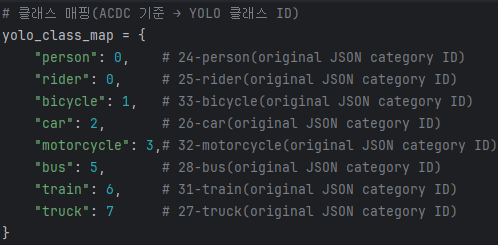 # 클래스 매핑(ACDC 기준 → YOLO 클래스 ID)
yolo_class_map = {
    "person": 0,    # 24-person(original JSON category ID)
    "rider": 0,     # 25-rider(original JSON category ID)
    "bicycle": 1,   # 33-bicycle(original JSON category ID)
    "car": 2,       # 26-car(original JSON category ID)
    "motorcycle": 3,# 32-motorcycle(original JSON category ID)
    "bus": 5,       # 28-bus(original JSON category ID)
    "train": 6,     # 31-train(original JSON category ID)
    "truck": 7      # 27-truck(original JSON category ID)
}